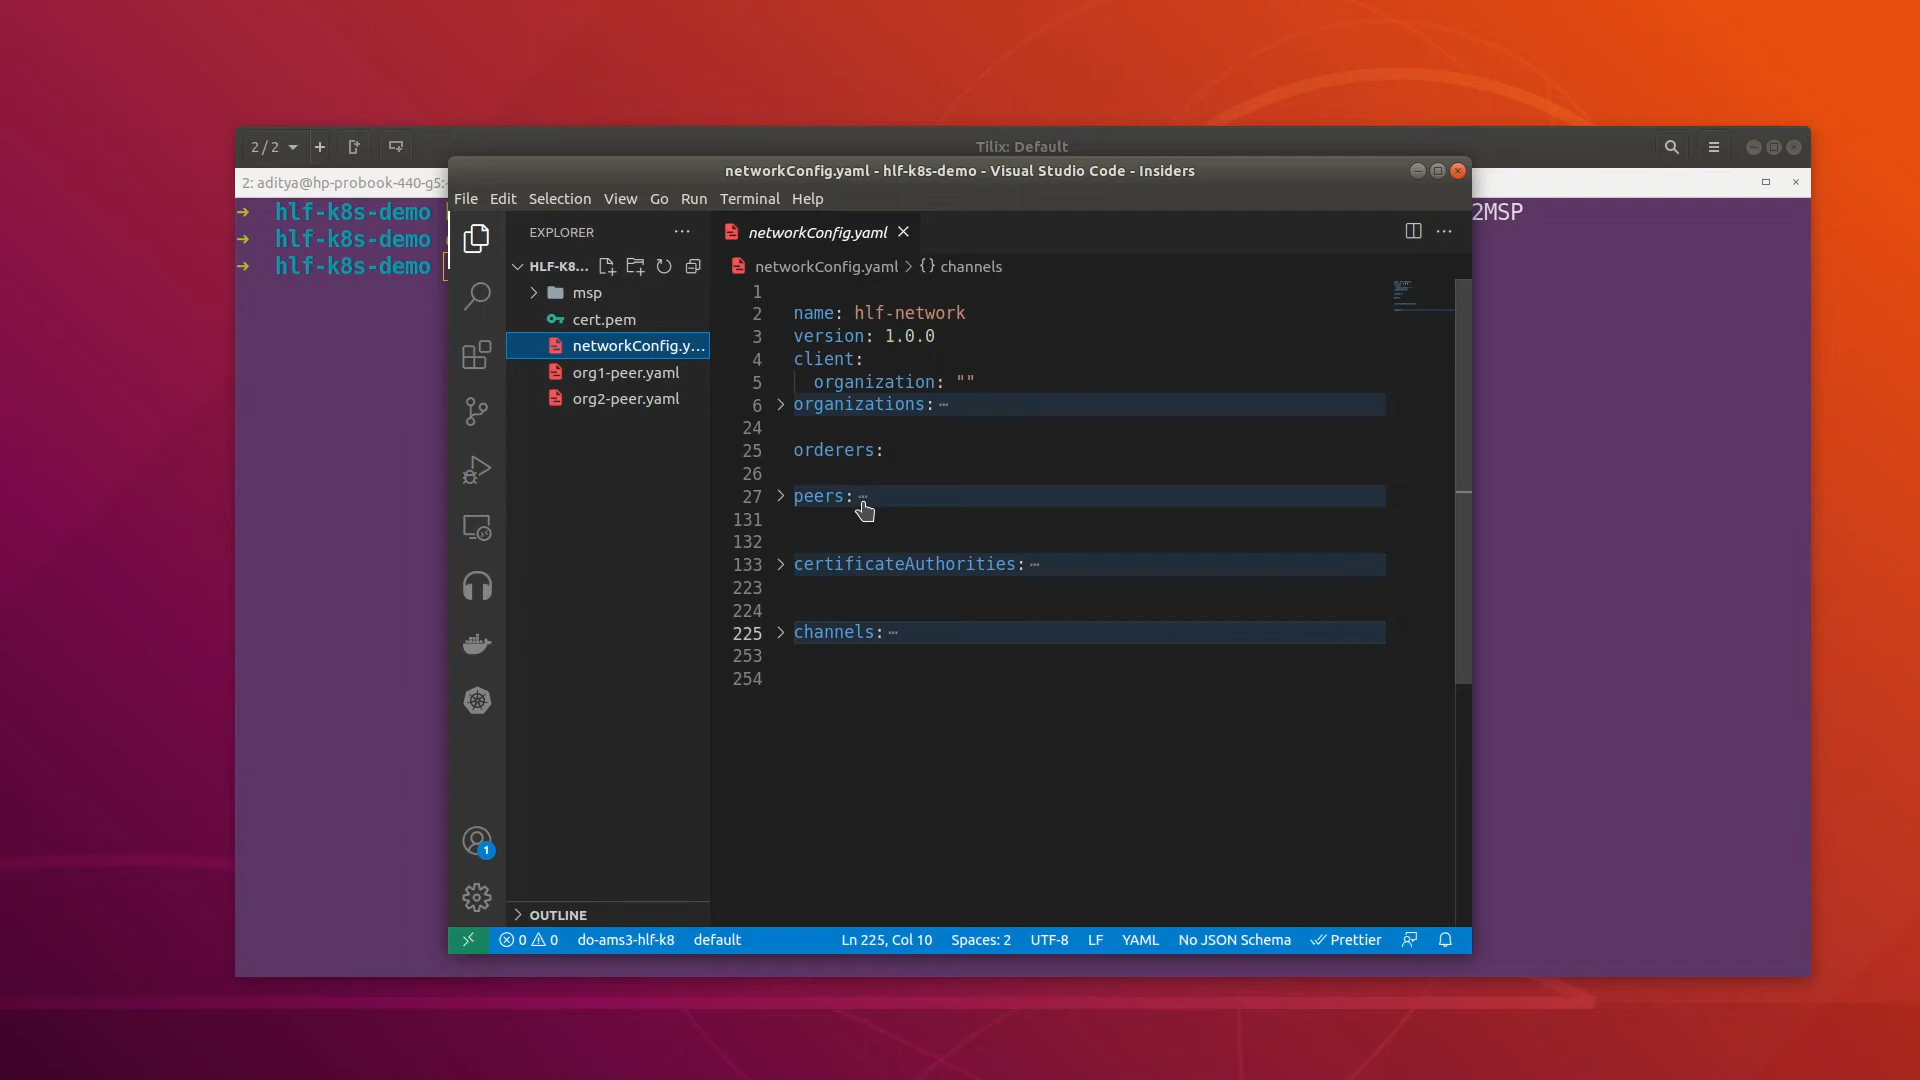 2 / 2
Tilix: Default
2: aditya@hp-probook-440-g5:
➜ hlf-k8s-demo
➜ hlf-k8s-demo
➜ hlf-k8s-demo
2MSP
networkConfig.yaml - hlf-k8s-demo - Visual Studio Code - Insiders
File Edit Selection View Go Run Terminal Help
EXPLORER
networkConfig.yaml
HLF-K8...
networkConfig.yaml > {} channels
msp
cert.pem
networkConfig.y...
org1-peer.yaml
org2-peer.yaml
1
2 name: hlf-network
3 version: 1.0.0
4 client:
5 organization: ""
6 organizations:
24
25 orderers:
26
27 peers:
131
132
133 certificateAuthorities:
223
224
225 channels:
253
254
1
OUTLINE
0 0 do-ams3-hlf-k8 default Ln 225, Col 10 Spaces: 2 UTF-8 LF YAML No JSON Schema Prettier